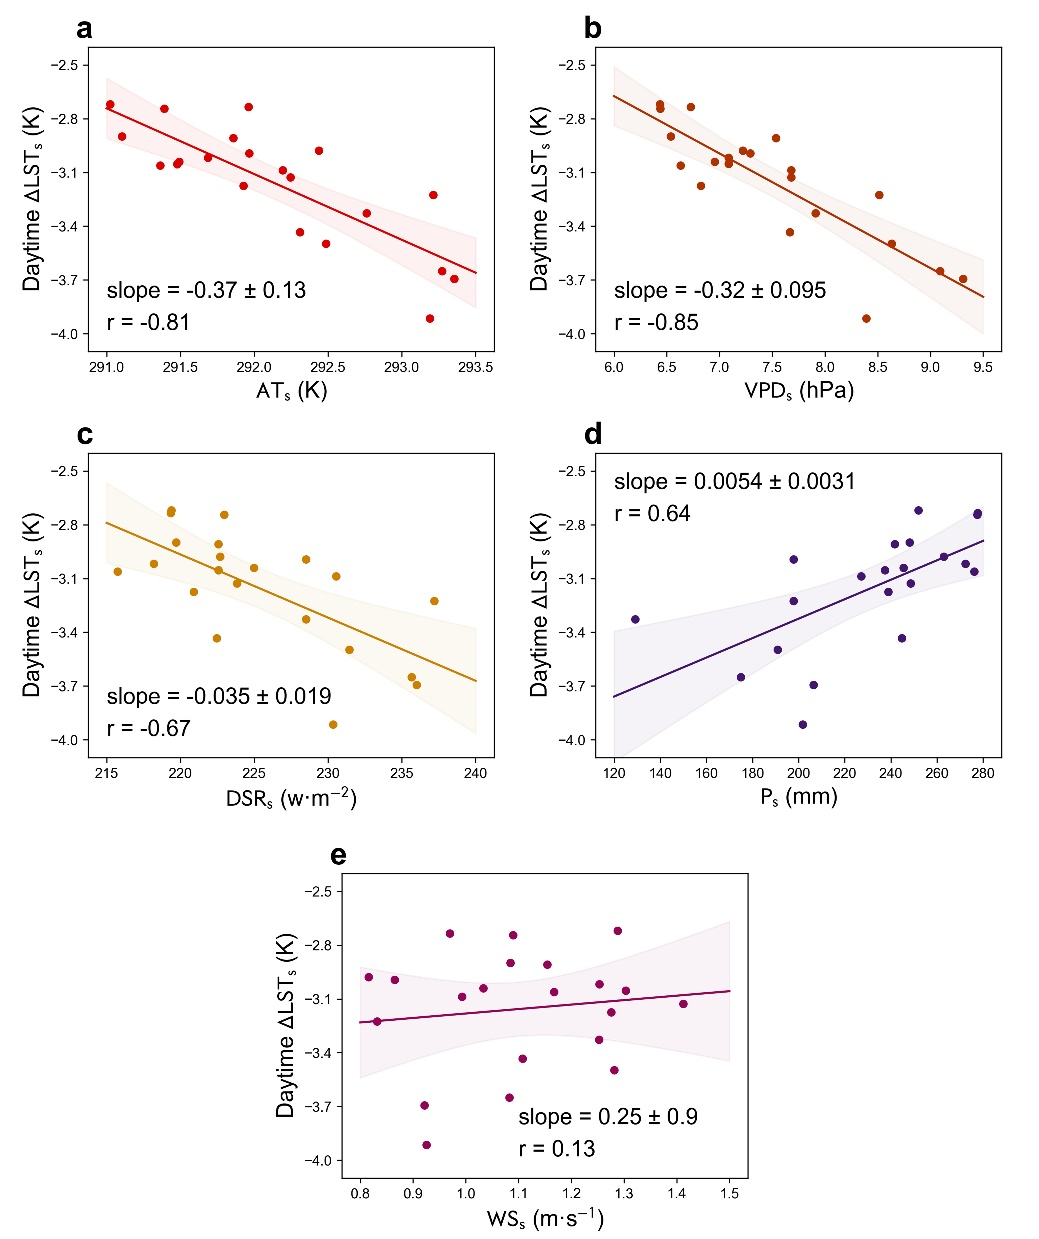 a
Daytime ΔLSTₛ (K)
−2.5
−2.8
−3.1
−3.4
−3.7
−4.0
slope = -0.37 ± 0.13
r = -0.81
291.0 291.5 292.0 292.5 293.0 293.5
ATₛ (K)
b
Daytime ΔLSTₛ (K)
−2.5
−2.8
−3.1
−3.4
−3.7
−4.0
slope = -0.32 ± 0.095
r = -0.85
6.0 6.5 7.0 7.5 8.0 8.5 9.0 9.5
VPDₛ (hPa)
c
Daytime ΔLSTₛ (K)
−2.5
−2.8
−3.1
−3.4
−3.7
−4.0
slope = -0.035 ± 0.019
r = -0.67
215 220 225 230 235 240
DSRₛ (w·m⁻²)
d
Daytime ΔLSTₛ (K)
−2.5
−2.8
−3.1
−3.4
−3.7
−4.0
slope = 0.0054 ± 0.0031
r = 0.64
120 140 160 180 200 220 240 260 280
Pₛ (mm)
e
Daytime ΔLSTₛ (K)
−2.5
−2.8
−3.1
−3.4
−3.7
−4.0
slope = 0.25 ± 0.9
r = 0.13
0.8 0.9 1.0 1.1 1.2 1.3 1.4 1.5
WSₛ (m·s⁻¹)